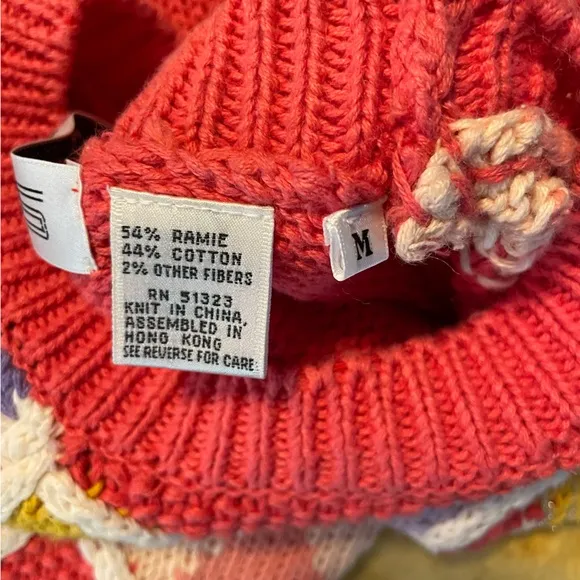 54% RAMIE
44% COTTON
2% OTHER FIBERS
RN 51323
KNIT IN CHINA,
ASSEMBLED IN
HONG KONG
SEE REVERSE FOR CARE
M